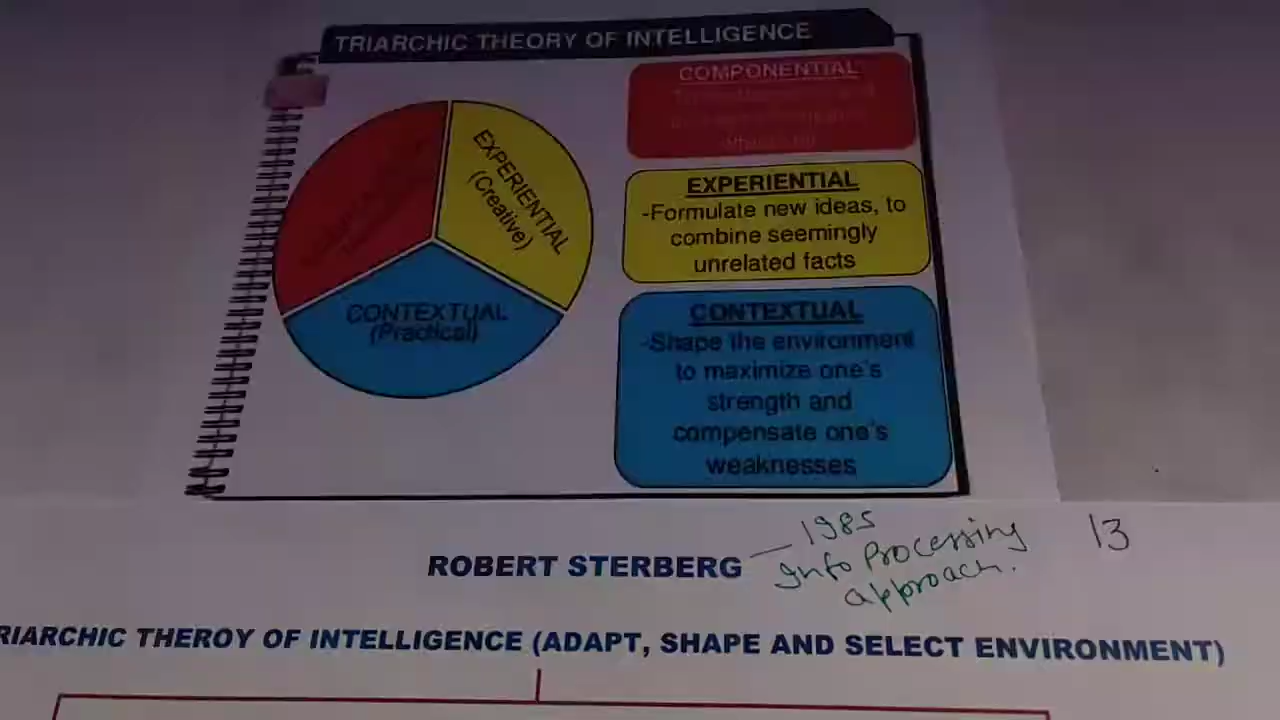 TRIARCHIC THEORY OF INTELLIGENCE
COMPONENTIAL
EXPERIENTIAL
(Creative)
CONTEXTUAL
(Practical)
EXPERIENTIAL
-Formulate new ideas, to
combine seemingly
unrelated facts
CONTEXTUAL
-Shape the environment
to maximize one's
strength and
compensate one's
weaknesses
ROBERT STERBERG
— 1985
Info Processing
approach.
13
RIARCHIC THEROY OF INTELLIGENCE (ADAPT, SHAPE AND SELECT ENVIRONMENT)